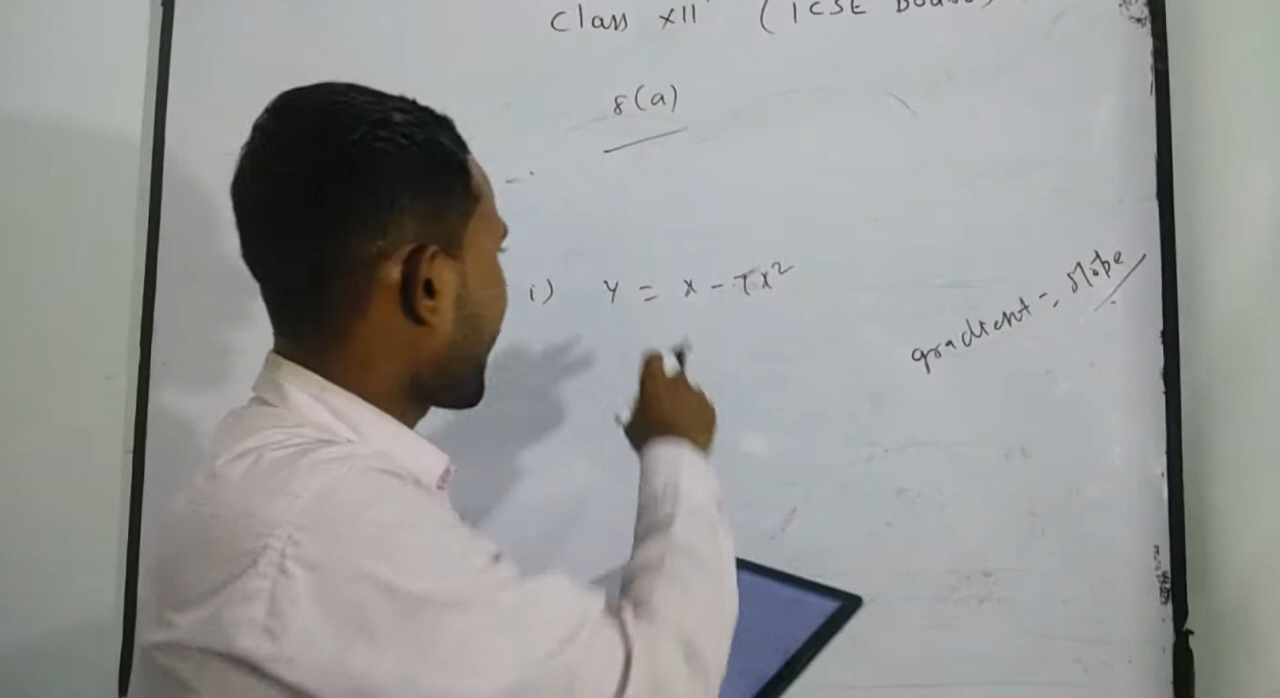 Class XII (ICSE Board)
8(a)
i) y = x - 7x²
gradient = slope